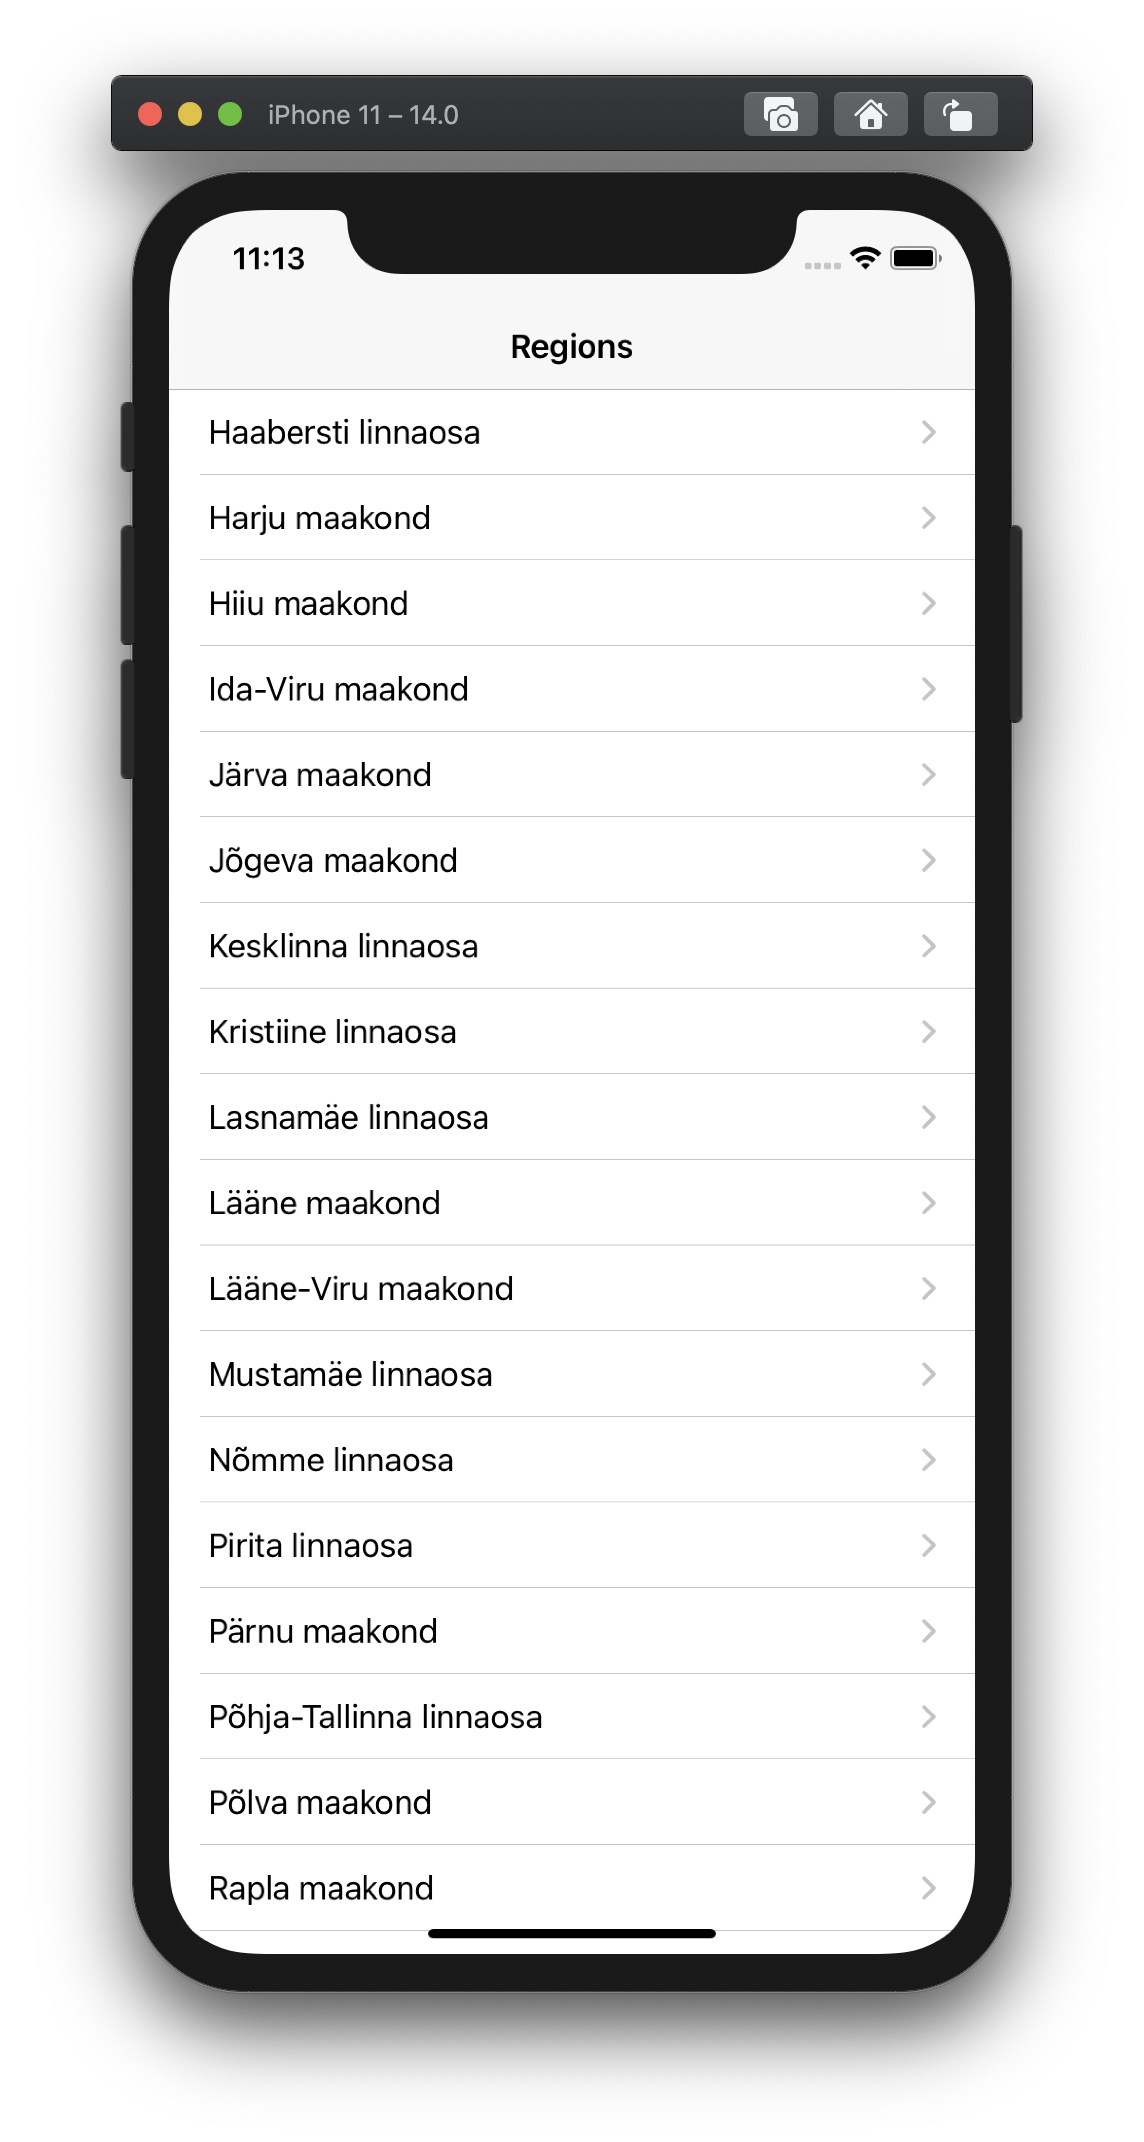 iPhone 11 – 14.0
11:13
Regions
Haabersti linnaosa
Harju maakond
Hiiu maakond
Ida-Viru maakond
Järva maakond
Jõgeva maakond
Kesklinna linnaosa
Kristiine linnaosa
Lasnamäe linnaosa
Lääne maakond
Lääne-Viru maakond
Mustamäe linnaosa
Nõmme linnaosa
Pirita linnaosa
Pärnu maakond
Põhja-Tallinna linnaosa
Põlva maakond
Rapla maakond